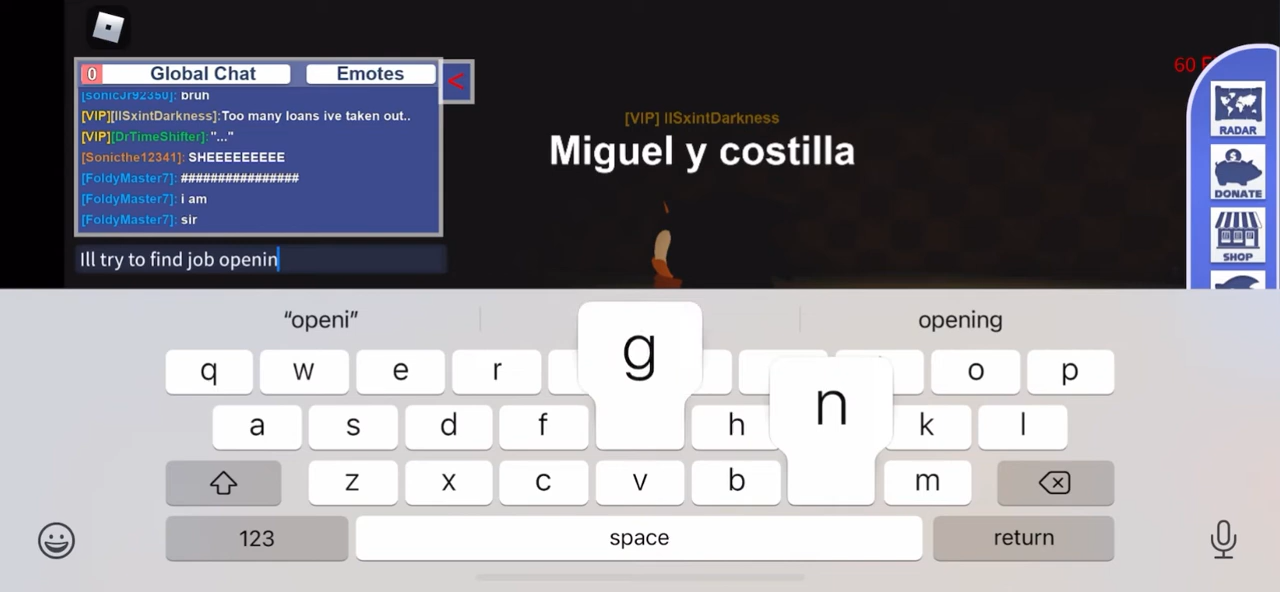 60
0 Global Chat Emotes <
[sonicJr92350]: bruh
[VIP][IlSxintDarkness]:Too many loans ive taken out..
[VIP][DrTimeShifter]:"..."
[Sonicthe12341]: SHEEEEEEEEE
[FoldyMaster7]: ###############
[FoldyMaster7]: i am
[FoldyMaster7]: sir
Ill try to find job openin
[VIP] IlSxintDarkness
Miguel y costilla
RADAR
DONATE
SHOP
“openi” opening
q w e r o p
a s d f g h k l
z x c v b n m
123 space return